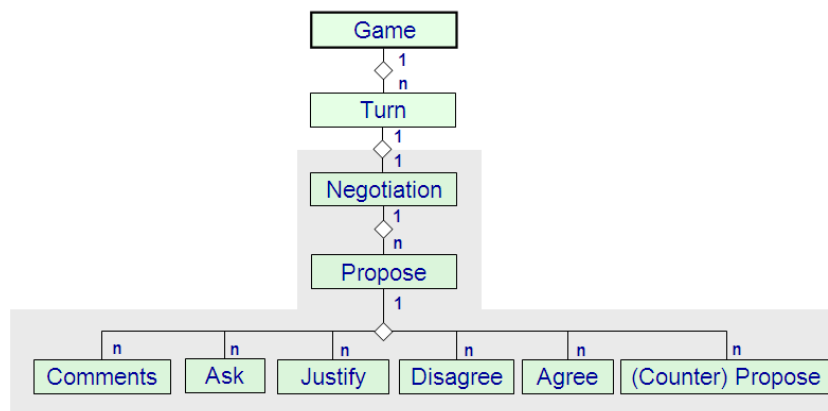 Game
1
n
Turn
1
1
Negotiation
1
n
Propose
1
n n n n n n
Comments Ask Justify Disagree Agree (Counter) Propose